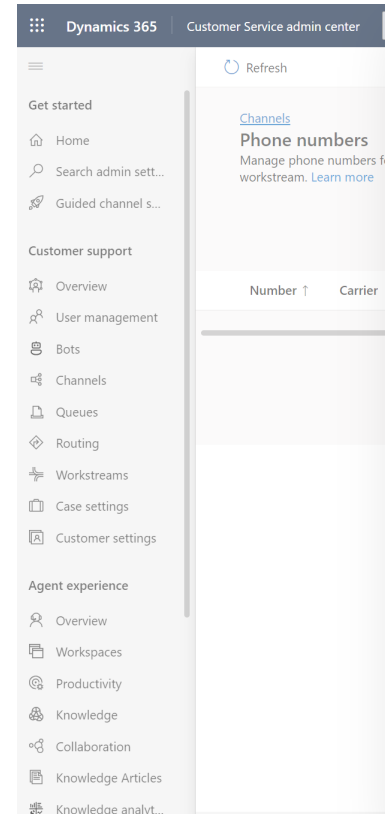 Dynamics 365 Customer Service admin center
Refresh
Get started
Home
Search admin sett...
Guided channel s...
Customer support
Overview
User management
Bots
Channels
Queues
Routing
Workstreams
Case settings
Customer settings
Agent experience
Overview
Workspaces
Productivity
Knowledge
Collaboration
Knowledge Articles
Knowledge analyt...
Channels
Phone numbers
Manage phone numbers f
workstream. Learn more
Number ↑ Carrier